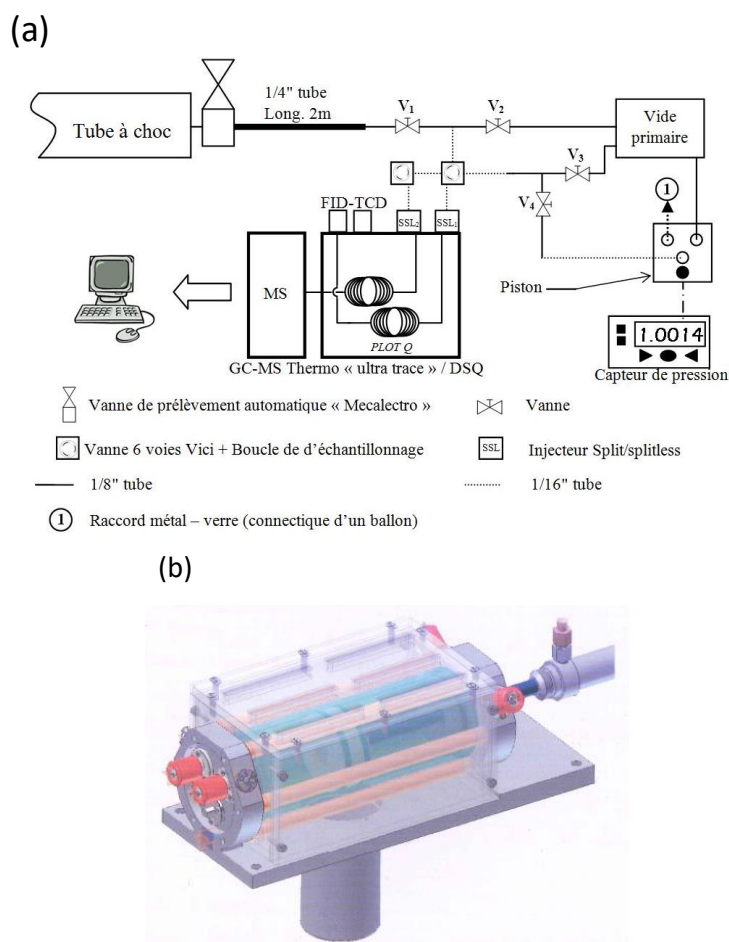 (a)
1/4" tube
Long. 2m
Tube à choc
V₁
V₂
Vide
primaire
V₃
V₄
1
FID-TCD
SSL₂
SSL₁
MS
PLOT Q
Piston
1.0014
GC-MS Thermo « ultra trace » / DSQ
Capteur de pression
Vanne de prélèvement automatique « Mecalectro »
Vanne
Vanne 6 voies Vici + Boucle de d’échantillonnage
SSL
Injecteur Split/splitless
1/8" tube
1/16" tube
1
Raccord métal – verre (connectique d’un ballon)
(b)